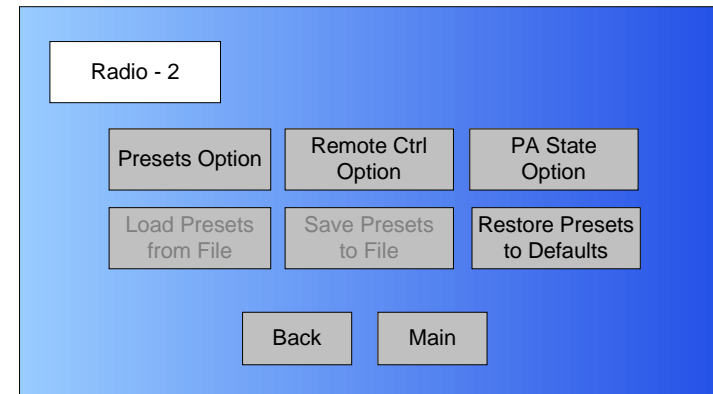 Radio - 2
Presets Option
Remote Ctrl
Option
PA State
Option
Load Presets
from File
Save Presets
to File
Restore Presets
to Defaults
Back
Main